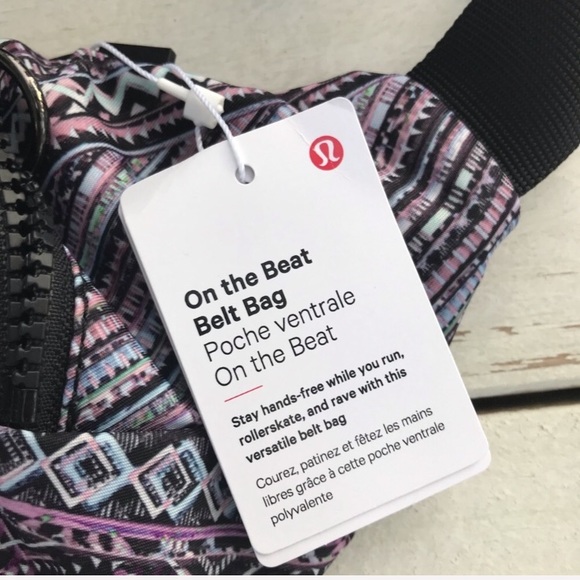 On the Beat
Belt Bag
Poche ventrale
On the Beat
Stay hands-free while you run,
rollerskate, and rave with this
versatile belt bag
Courez, patinez et fêtez les mains
libres grâce à cette poche ventrale
polyvalente